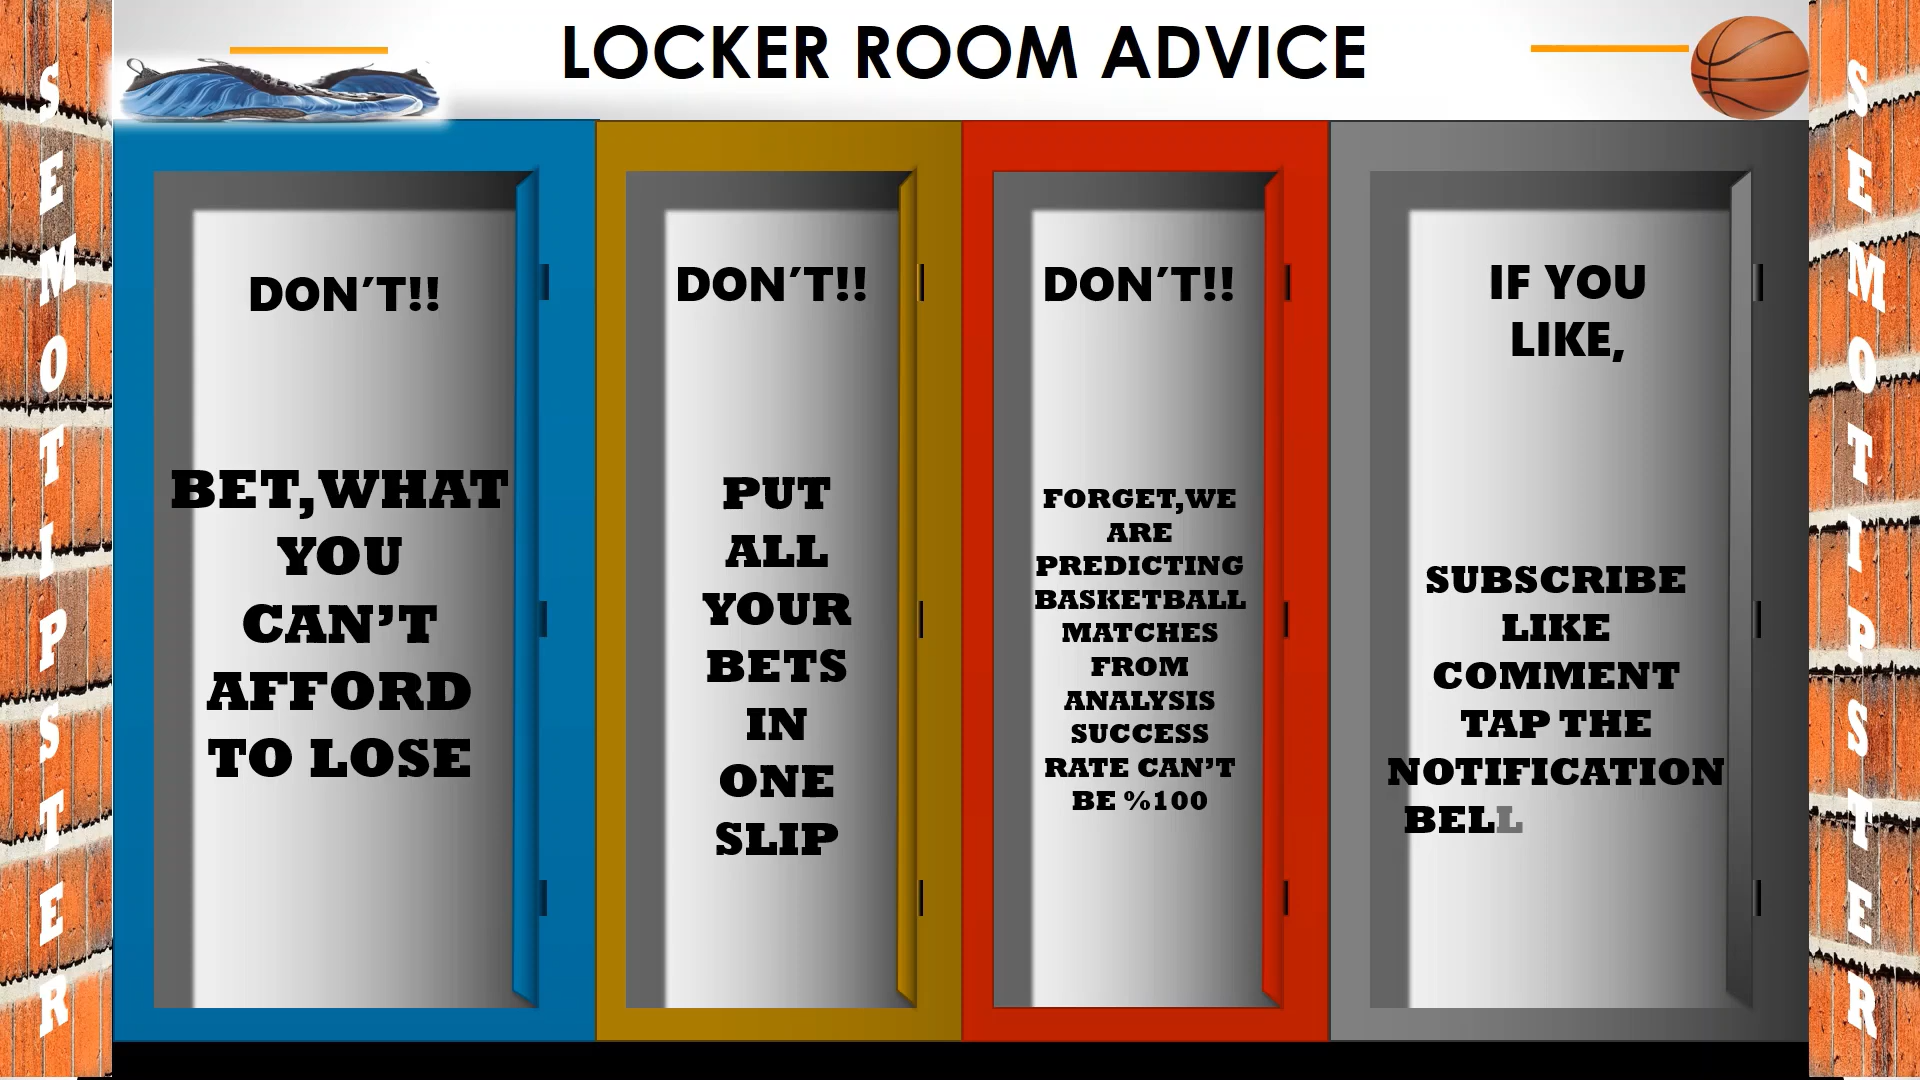 LOCKER ROOM ADVICE
SEMOTIPSTER
DON'T!!
BET,WHAT
YOU
CAN'T
AFFORD
TO LOSE
DON'T!!
PUT
ALL
YOUR
BETS
IN
ONE
SLIP
DON'T!!
FORGET,WE
ARE
PREDICTING
BASKETBALL
MATCHES
FROM
ANALYSIS
SUCCESS
RATE CAN'T
BE %100
IF YOU
LIKE,
SUBSCRIBE
LIKE
COMMENT
TAP THE
NOTIFICATION
BELL
SEMOTIPSTER